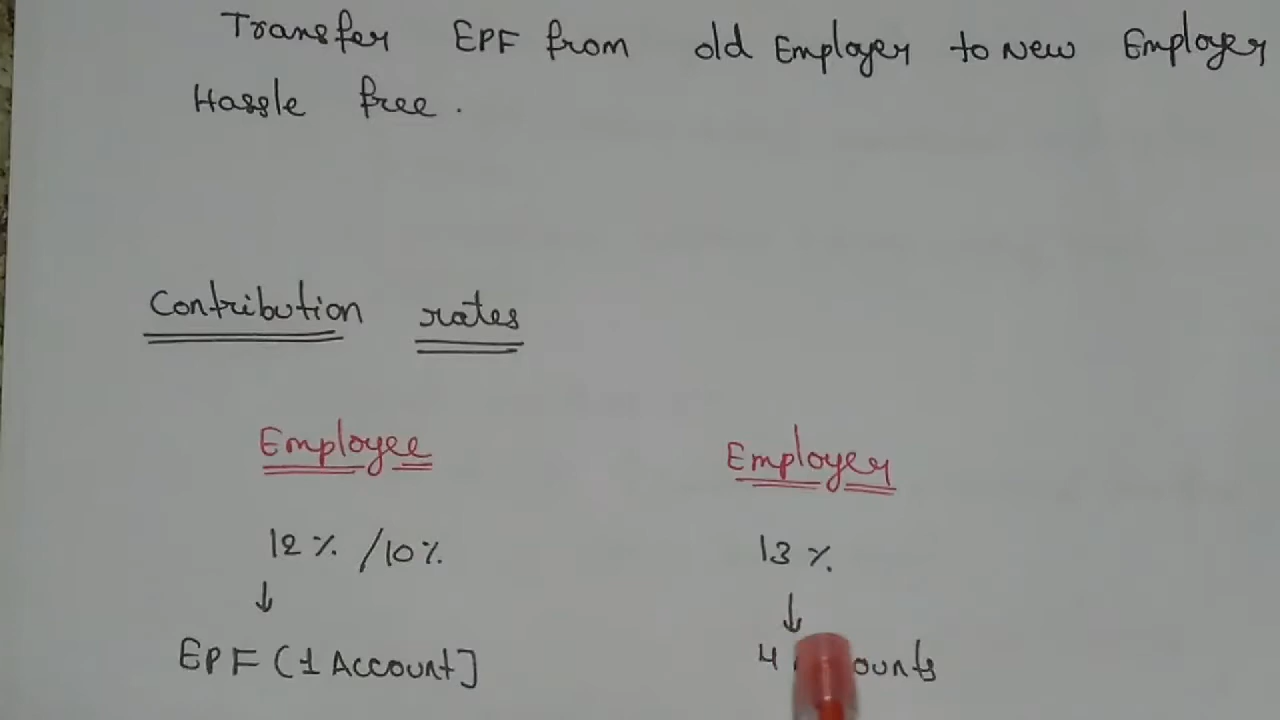 Transfer EPF from old Employer to New Employer
Hassle free.
Contribution rates
Employee
Employer
12% /10%
13%
↓
↓
EPF (1 Account]
4